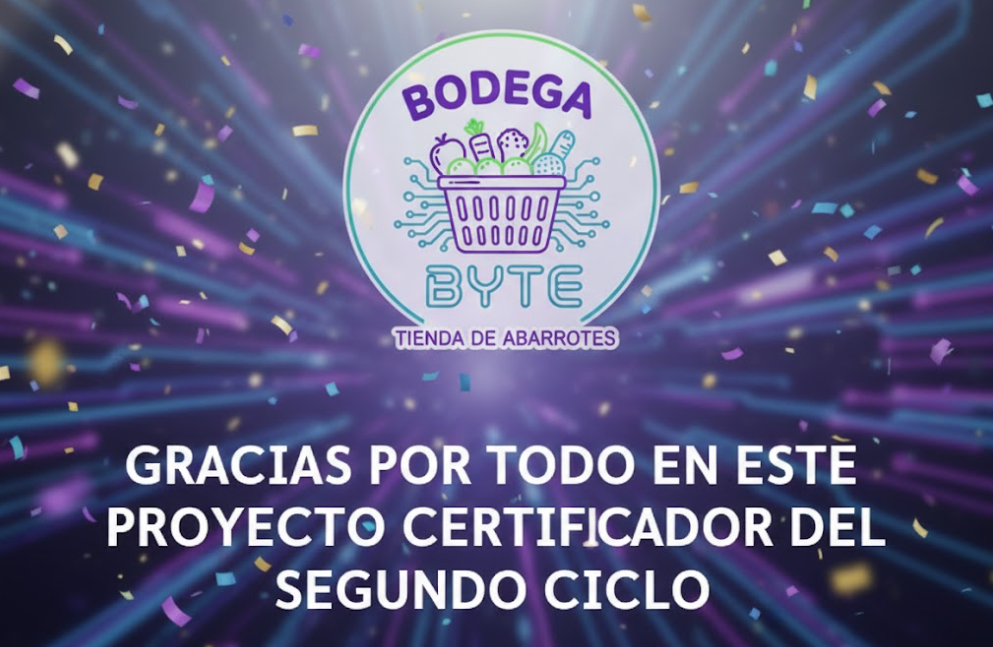 BODEGA
BYTE
TIENDA DE ABARROTES
GRACIAS POR TODO EN ESTE
PROYECTO CERTIFICADOR DEL
SEGUNDO CICLO